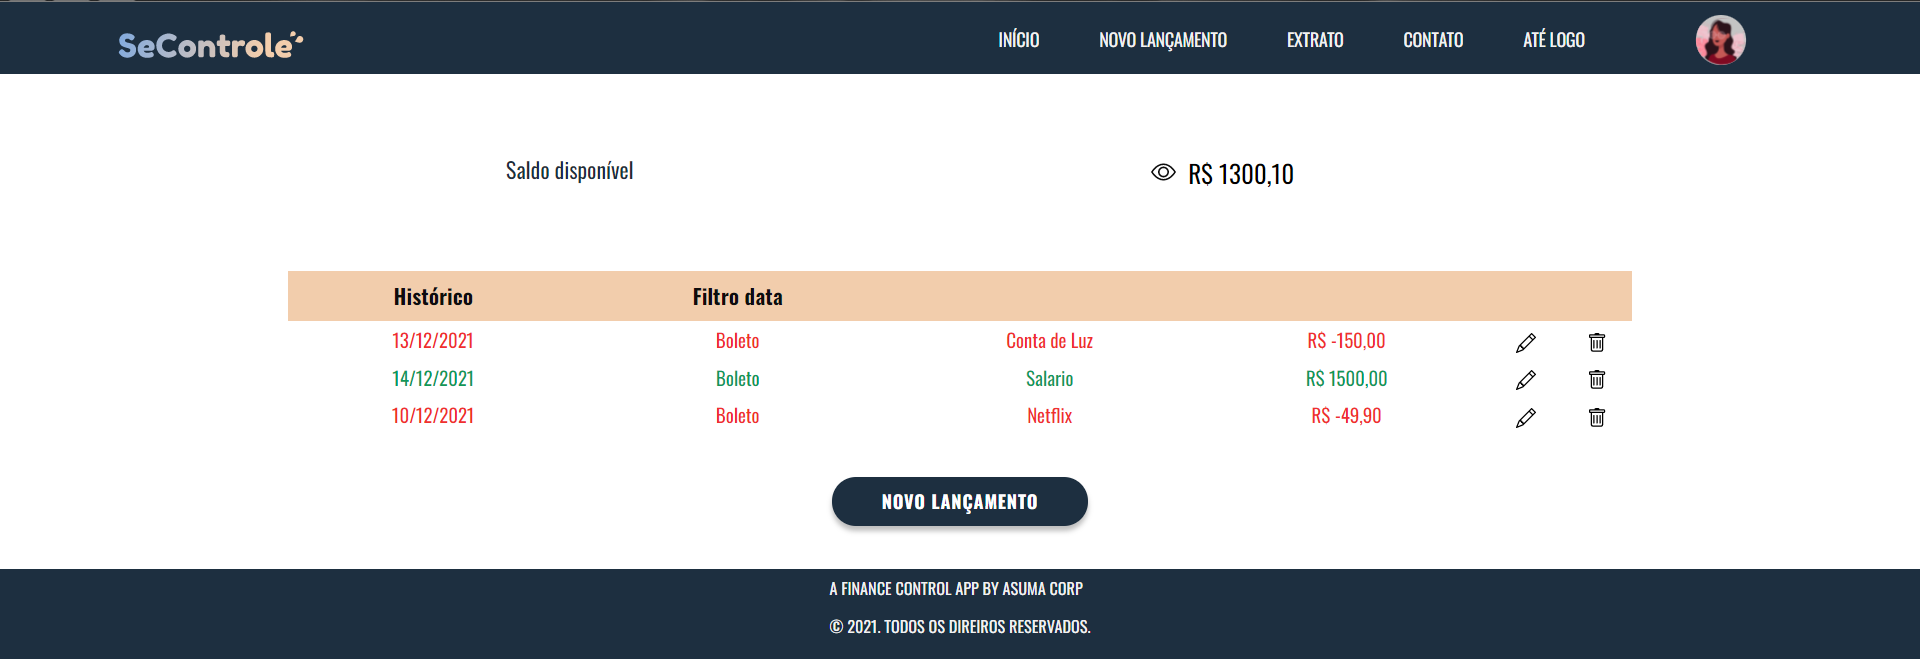 SeControle
INÍCIO NOVO LANÇAMENTO EXTRATO CONTATO ATÉ LOGO
Saldo disponível R$ 1300,10
Histórico Filtro data
13/12/2021 Boleto Conta de Luz R$ -150,00
14/12/2021 Boleto Salario R$ 1500,00
10/12/2021 Boleto Netflix R$ -49,90
NOVO LANÇAMENTO
A FINANCE CONTROL APP BY ASUMA CORP
© 2021. TODOS OS DIREIROS RESERVADOS.